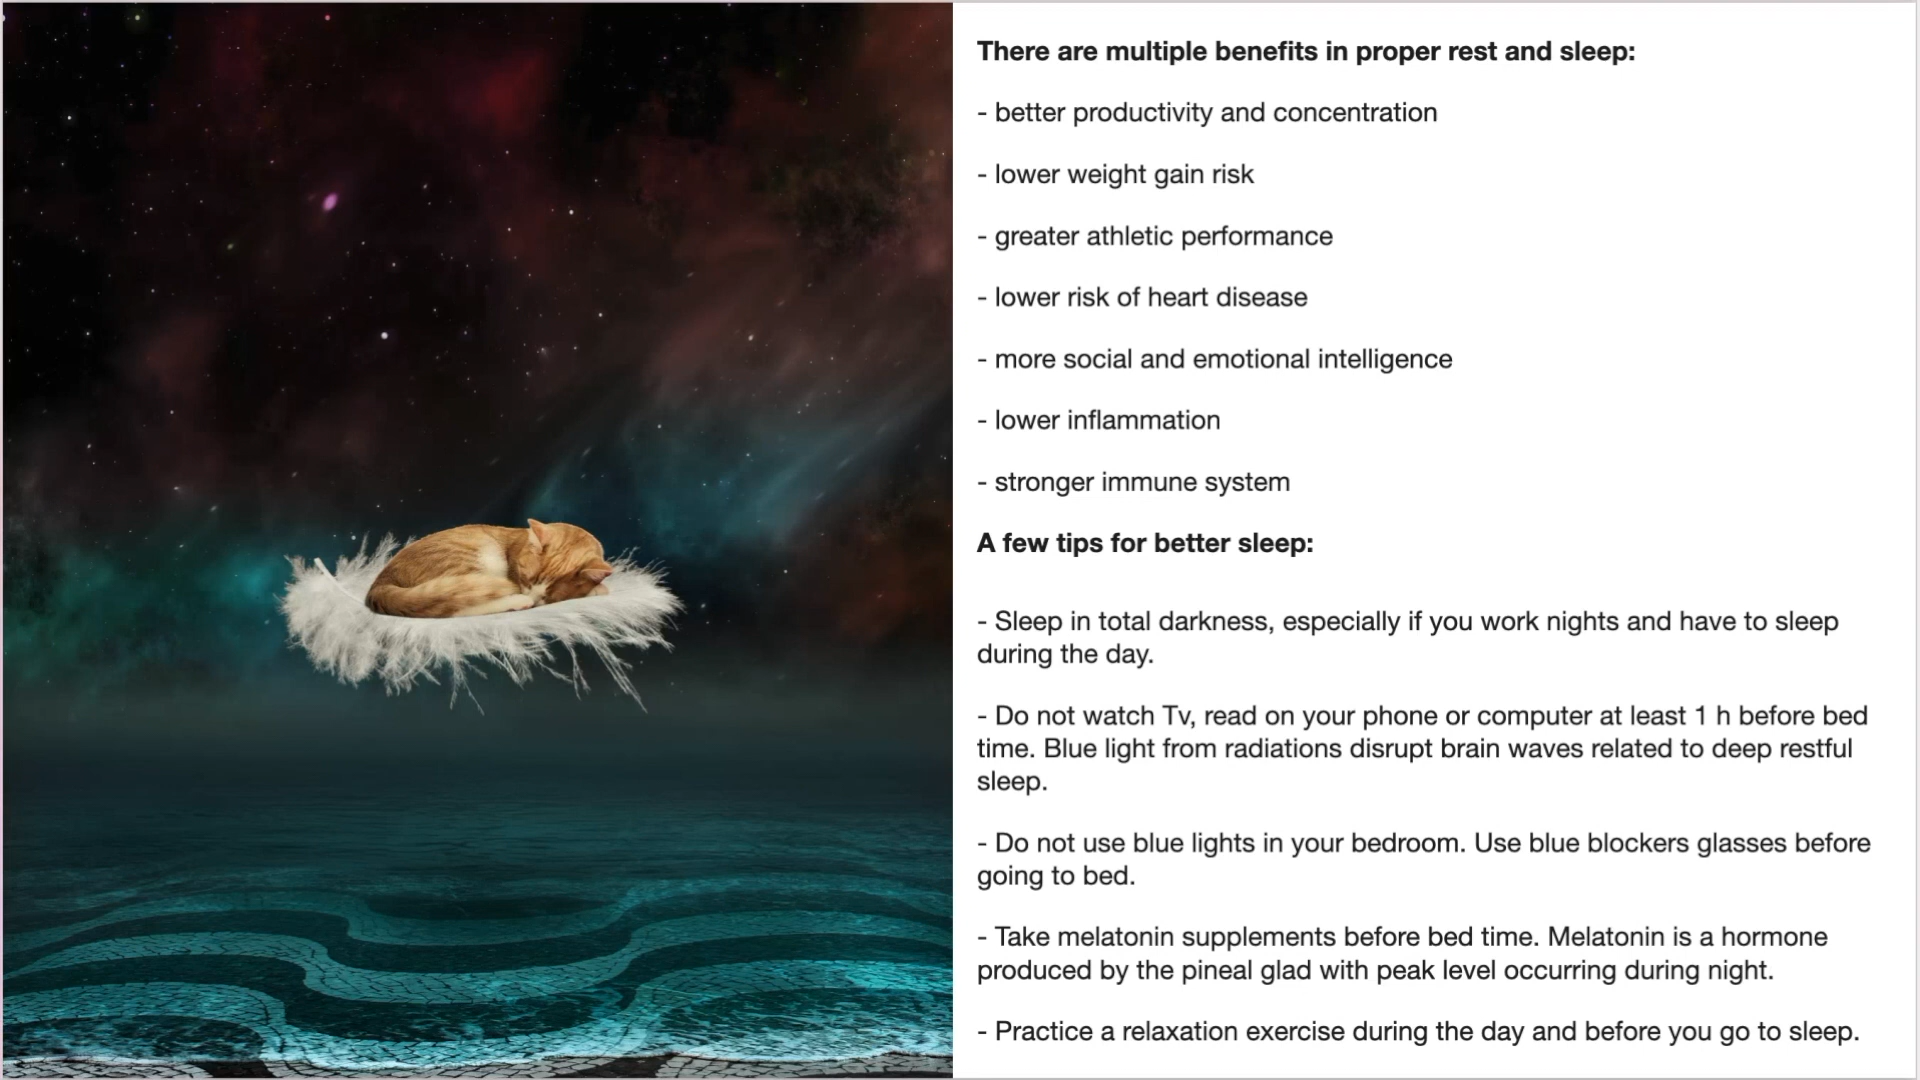 There are multiple benefits in proper rest and sleep:
- better productivity and concentration
- lower weight gain risk
- greater athletic performance
- lower risk of heart disease
- more social and emotional intelligence
- lower inflammation
- stronger immune system
A few tips for better sleep:
- Sleep in total darkness, especially if you work nights and have to sleep
during the day.
- Do not watch Tv, read on your phone or computer at least 1 h before bed
time. Blue light from radiations disrupt brain waves related to deep restful
sleep.
- Do not use blue lights in your bedroom. Use blue blockers glasses before
going to bed.
- Take melatonin supplements before bed time. Melatonin is a hormone
produced by the pineal glad with peak level occurring during night.
- Practice a relaxation exercise during the day and before you go to sleep.